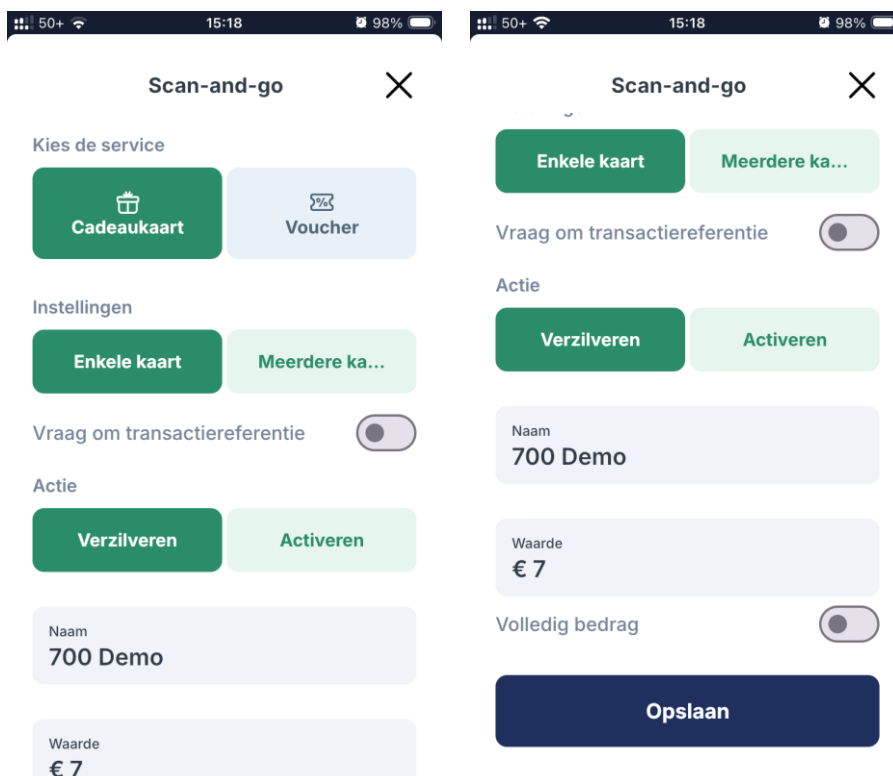 50+ 15:18 98%
Scan-and-go
Kies de service
Cadeaukaart
Voucher
Instellingen
Enkele kaart
Meerdere ka...
Vraag om transactiereferentie
Actie
Verzilveren
Activeren
Naam
700 Demo
Waarde
€ 7
50+ 15:18 98%
Scan-and-go
Enkele kaart
Meerdere ka...
Vraag om transactiereferentie
Actie
Verzilveren
Activeren
Naam
700 Demo
Waarde
€ 7
Volledig bedrag
Opslaan